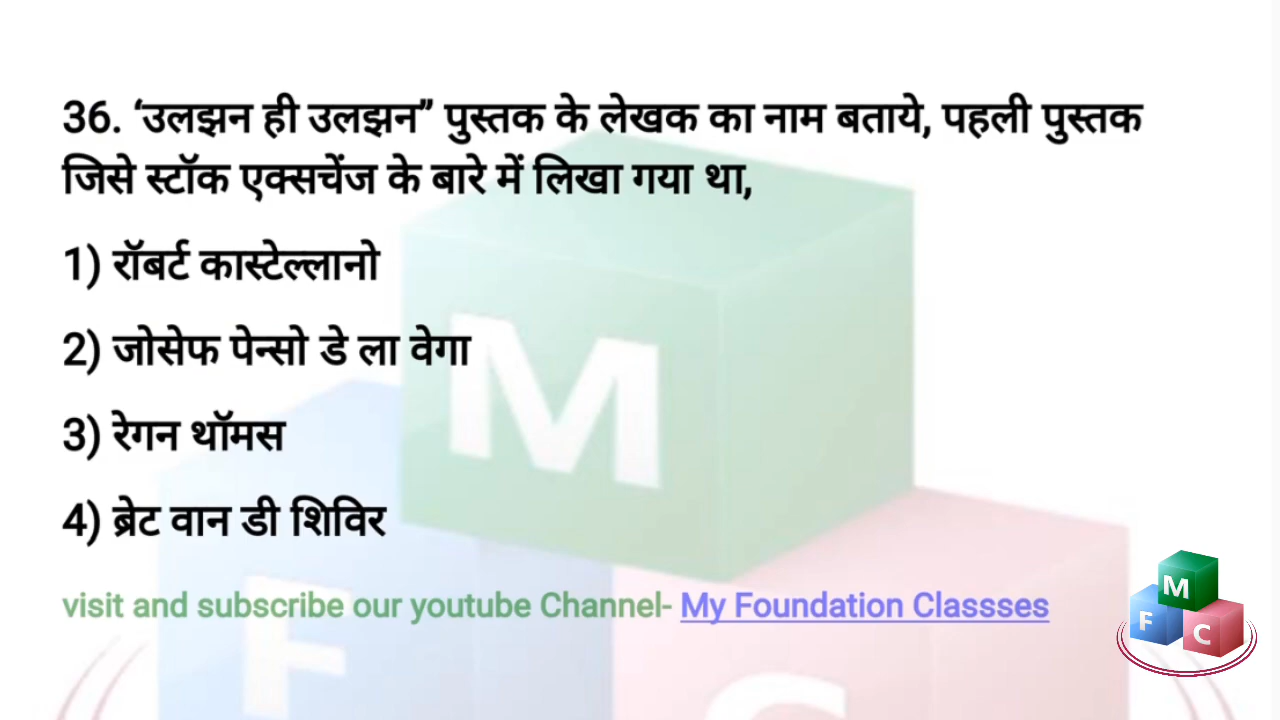 36. ‘उलझन ही उलझन” पुस्तक के लेखक का नाम बताये, पहली पुस्तक
जिसे स्टॉक एक्सचेंज के बारे में लिखा गया था,
1) रॉबर्ट कास्टेल्लानो
2) जोसेफ पेन्सो डे ला वेगा
3) रेगन थॉमस
4) ब्रेट वान डी शिविर
visit and subscribe our youtube Channel- My Foundation Classses
M
F
C
M
F
C